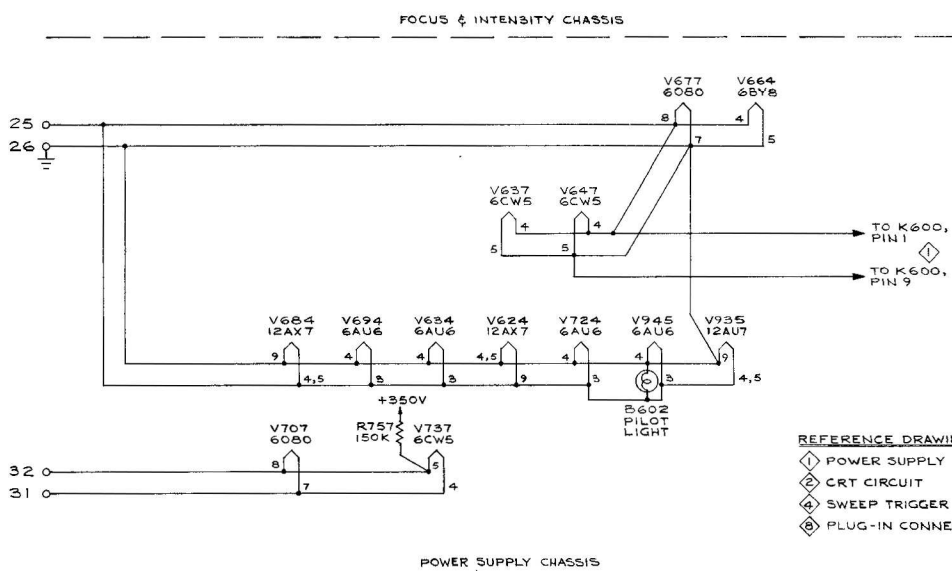 FOCUS & INTENSITY CHASSIS
V677
6080
V664
6BY8
25
8
4
26
7
5
V637
6CW5
V647
6CW5
4
4
TO K600,
PIN 1
5
5
1
TO K600,
PIN 9
V684
12AX7
V694
6AU6
V634
6AU6
V624
12AX7
V724
6AU6
V945
6AU6
V935
12AU7
9
4
4
4,5
4
4
9
4,5
3
3
9
3
3
4,5
+350V
B602
PILOT
LIGHT
V707
6080
R757
150K
V737
6CW5
32
8
5
31
7
4
REFERENCE DRAWI
1 POWER SUPPLY
2 CRT CIRCUIT
4 SWEEP TRIGGER
8 PLUG-IN CONNE
POWER SUPPLY CHASSIS